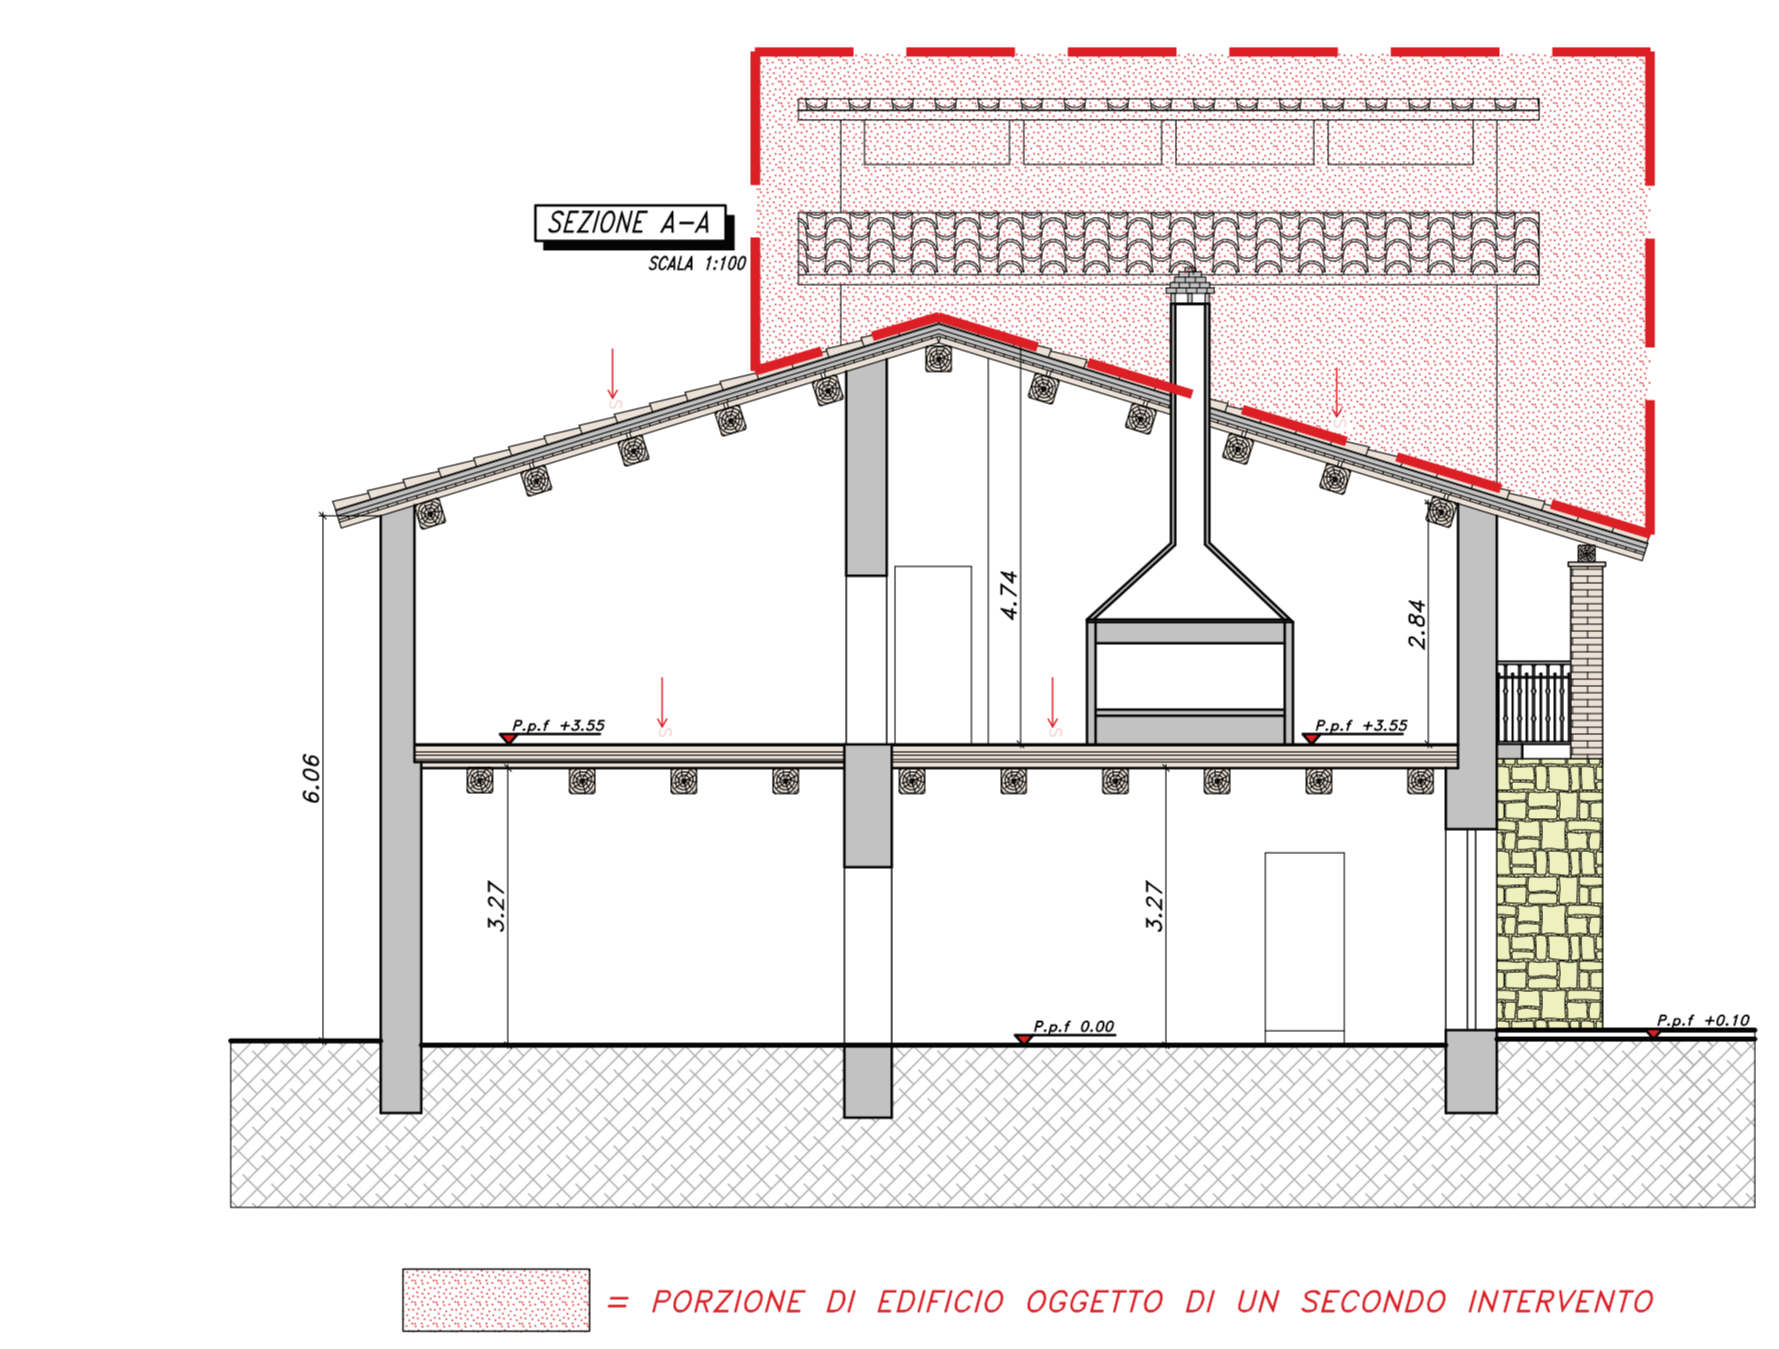 SEZIONE A-A
SCALA 1:100
S
S
4.74
2.84
S
S
P.p.f +3.55
P.p.f +3.55
6.06
3.27
3.27
P.p.f 0.00
P.p.f +0.10
= PORZIONE DI EDIFICIO OGGETTO DI UN SECONDO INTERVENTO